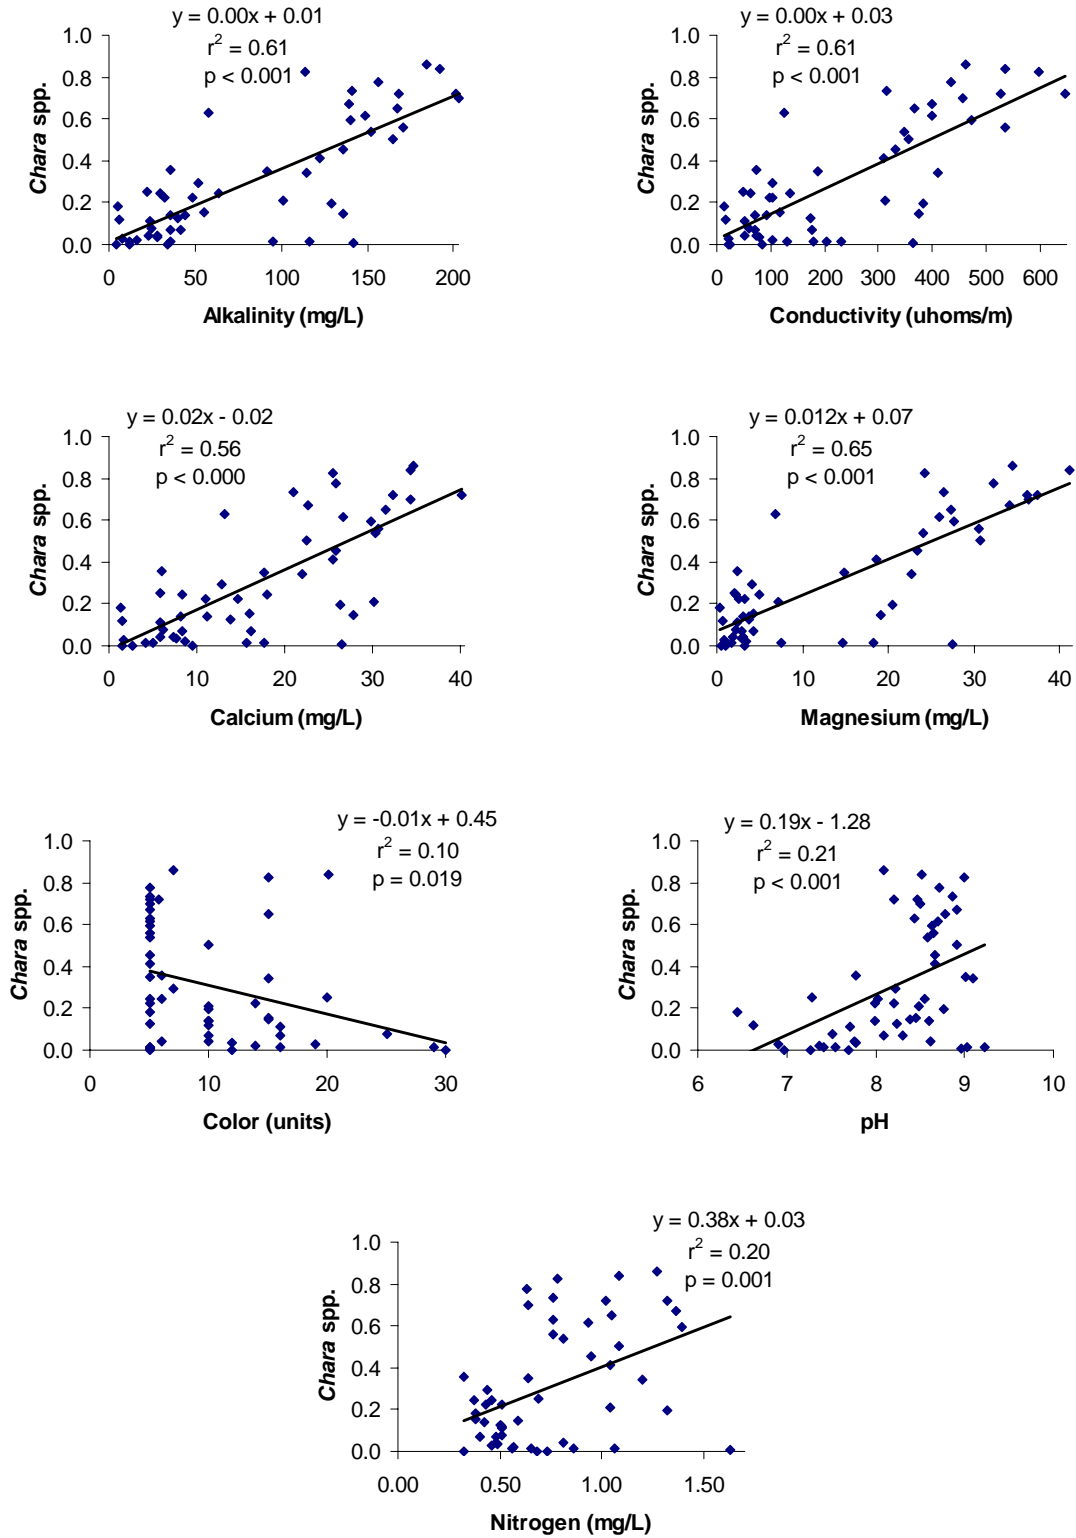 y = 0.00x + 0.01
r² = 0.61
p < 0.001
1.0
0.8
0.6
0.4
0.2
0.0
Chara spp.
0 50 100 150 200
Alkalinity (mg/L)
y = 0.00x + 0.03
r² = 0.61
p < 0.001
1.0
0.8
0.6
0.4
0.2
0.0
Chara spp.
0 100 200 300 400 500 600
Conductivity (uhoms/m)
y = 0.02x - 0.02
r² = 0.56
p < 0.000
1.0
0.8
0.6
0.4
0.2
0.0
Chara spp.
0 10 20 30 40
Calcium (mg/L)
y = 0.012x + 0.07
r² = 0.65
p < 0.001
1.0
0.8
0.6
0.4
0.2
0.0
Chara spp.
0 10 20 30 40
Magnesium (mg/L)
y = -0.01x + 0.45
r² = 0.10
p = 0.019
1.0
0.8
0.6
0.4
0.2
0.0
Chara spp.
0 10 20 30
Color (units)
y = 0.19x - 1.28
r² = 0.21
p < 0.001
1.0
0.8
0.6
0.4
0.2
0.0
Chara spp.
6 7 8 9 10
pH
y = 0.38x + 0.03
r² = 0.20
p = 0.001
1.0
0.8
0.6
0.4
0.2
0.0
Chara spp.
0.00 0.50 1.00 1.50
Nitrogen (mg/L)